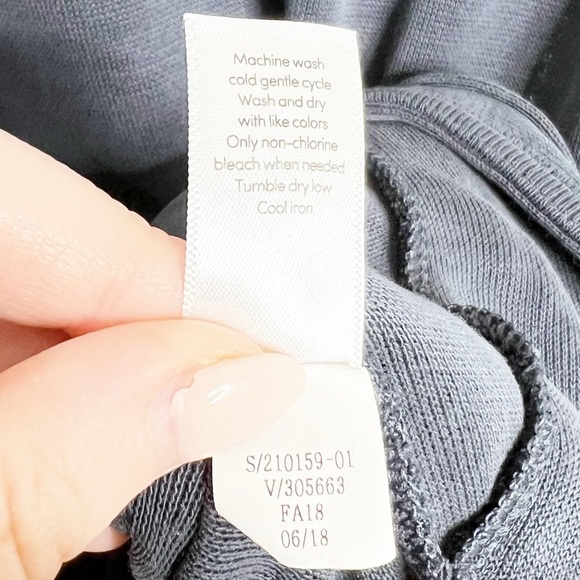 Machine wash
cold gentle cycle
Wash and dry
with like colors
Only non-chlorine
bleach when needed
Tumble dry low
Cool iron
S/210159-01
V/305663
FA18
06/18